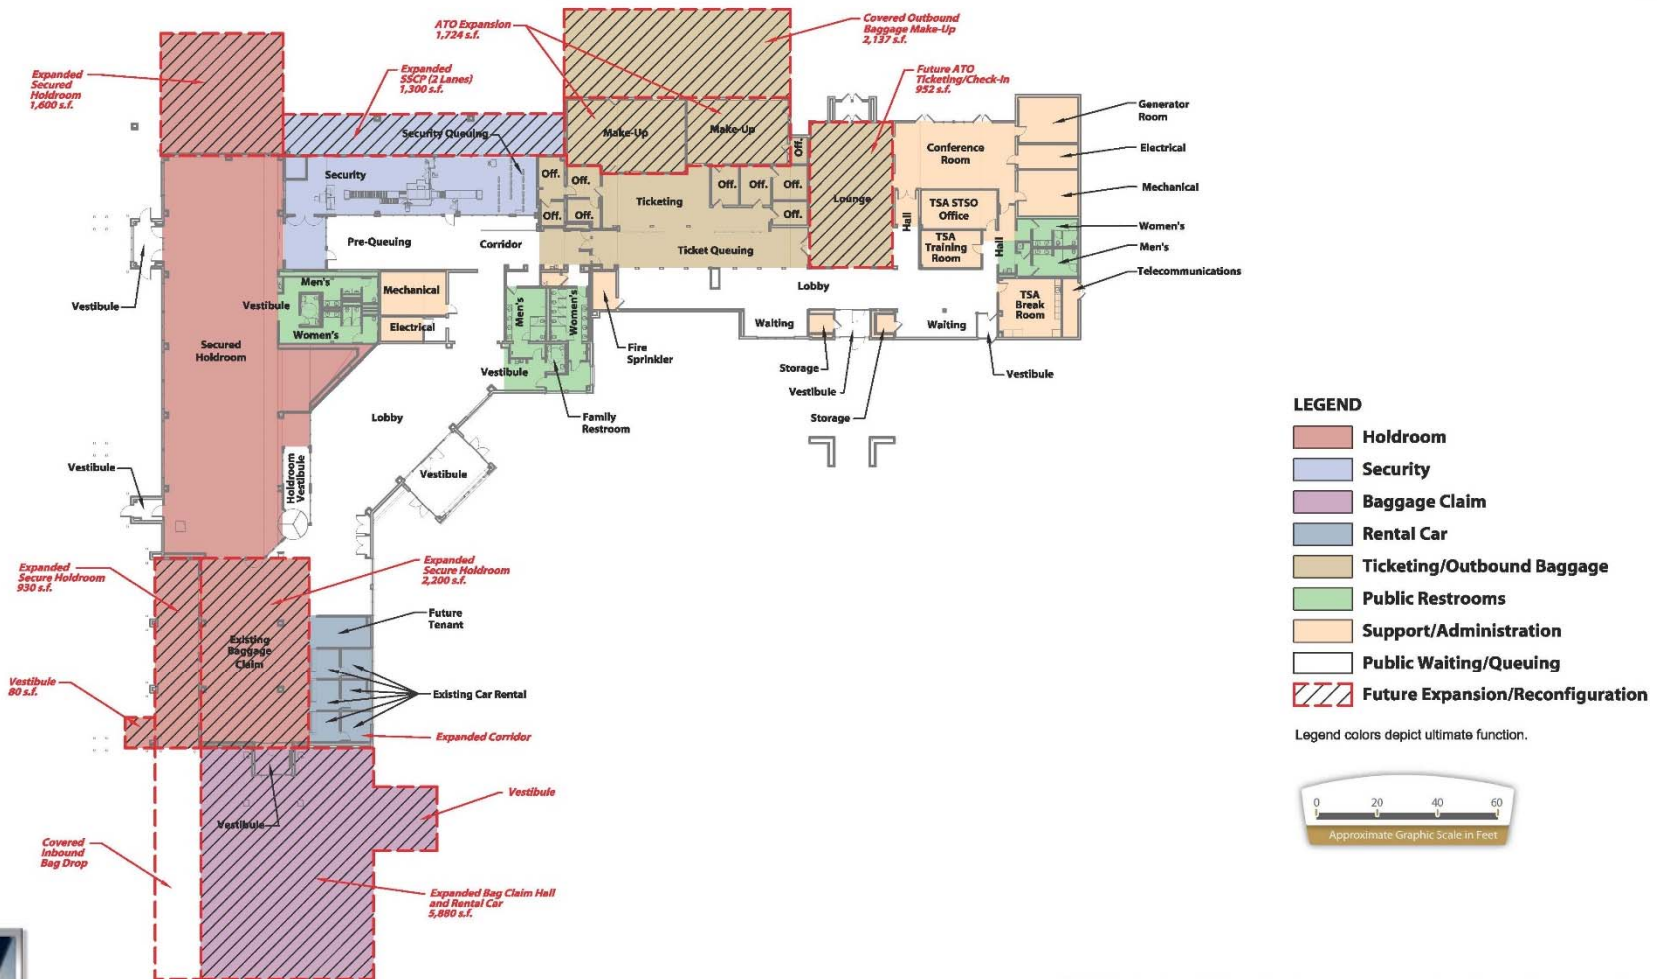 ATO Expansion
1,724 s.f.
Covered Outbound
Baggage Make-Up
2,137 s.f.
Expanded
Secured
Holdroom
1,600 s.f.
Expanded
SSCP (2 Lanes)
1,300 s.f.
Future ATO
Ticketing/Check-In
952 s.f.
Security Queuing
Make-Up
Make-Up
Off.
Generator
Room
Conference
Room
Electrical
Security
Off.
Off.
Off.
Off.
Off.
Mechanical
Ticketing
Lounge
TSA STSO
Office
Off.
Off.
Off.
Hall
Women's
Pre-Queuing
Corridor
Ticket Queuing
TSA
Training
Room
Hall
Men's
Telecommunications
Vestibule
Vestibule
Men's
Women's
Mechanical
Electrical
Lobby
TSA
Break
Room
Men's
Women's
Waiting
Waiting
Secured
Holdroom
Fire
Sprinkler
Vestibule
Storage
Vestibule
Vestibule
Storage
Family
Restroom
Lobby
Vestibule
Vestibule
Holdroom
Vestibule
LEGEND
Holdroom
Security
Baggage Claim
Rental Car
Ticketing/Outbound Baggage
Public Restrooms
Support/Administration
Public Waiting/Queuing
Future Expansion/Reconfiguration
Legend colors depict ultimate function.
0 20 40 60
Approximate Graphic Scale in Feet
Expanded
Secure Holdroom
930 s.f.
Expanded
Secure Holdroom
2,200 s.f.
Future
Tenant
Existing
Baggage
Claim
Vestibule
80 s.f.
Existing Car Rental
Expanded Corridor
Vestibule
Vestibule
Covered
Inbound
Bag Drop
Expanded Bag Claim Hall
and Rental Car
5,880 s.f.